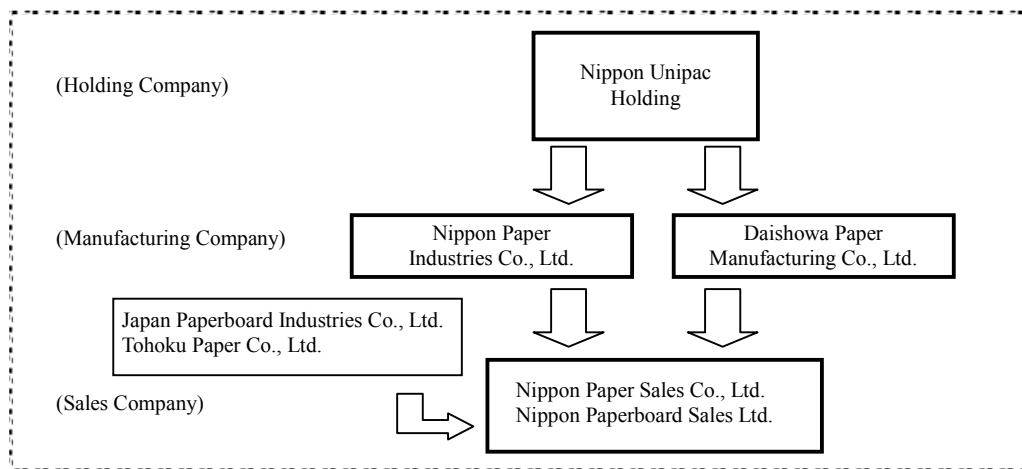 (Holding Company)
Nippon Unipac
Holding
(Manufacturing Company)
Nippon Paper
Industries Co., Ltd.
Daishowa Paper
Manufacturing Co., Ltd.
Japan Paperboard Industries Co., Ltd.
Tohoku Paper Co., Ltd.
(Sales Company)
Nippon Paper Sales Co., Ltd.
Nippon Paperboard Sales Ltd.